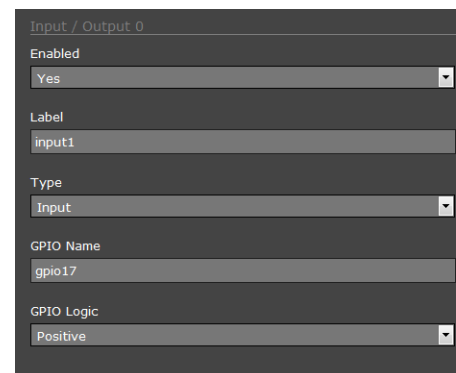 Input / Output 0
Enabled
Yes
Label
input1
Type
Input
GPIO Name
gpio17
GPIO Logic
Positive